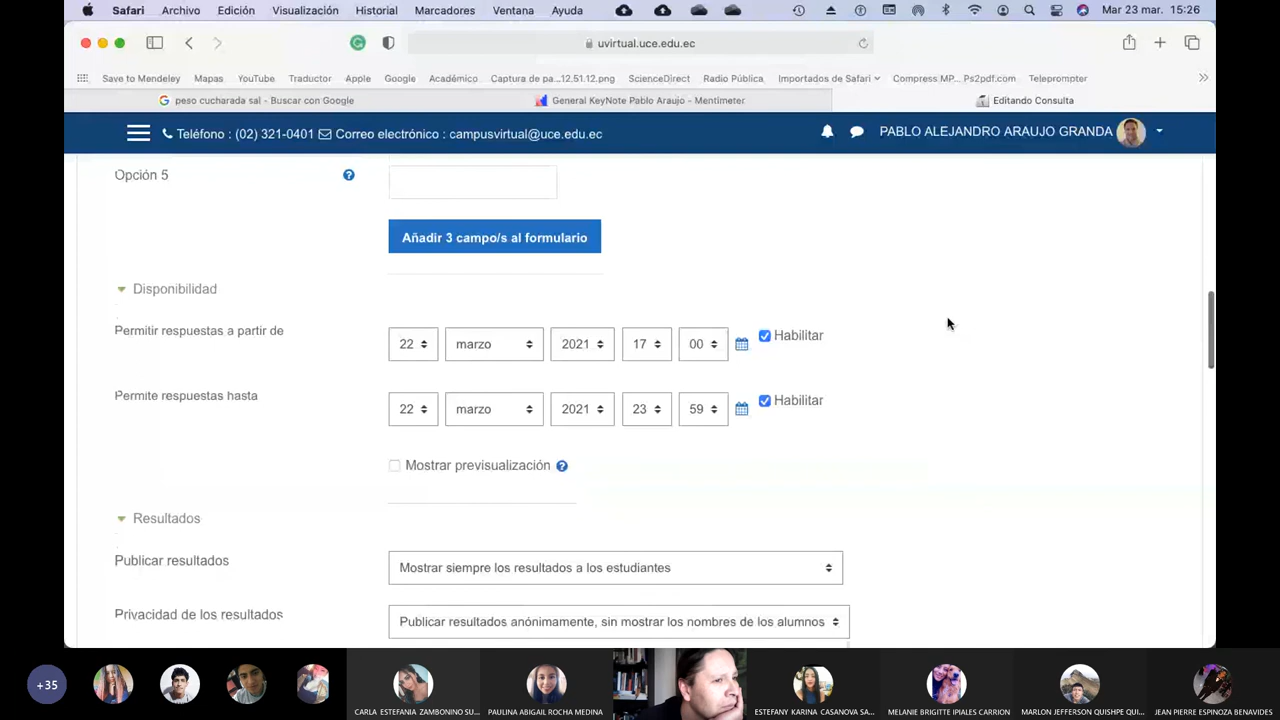 Safari Archivo Edición Visualización Historial Marcadores Ventana Ayuda Mar 23 mar. 15:26
uvirtual.uce.edu.ec
Save to Mendeley Mapas YouTube Traductor Apple Google Académico Captura de pa...12.51.12.png ScienceDirect Radio Pública Importados de Safari Compress MP... Ps2pdf.com Teleprompter
peso cucharada sal - Buscar con Google General KeyNote Pablo Araujo - Mentimeter Editando Consulta
Teléfono : (02) 321-0401 Correo electrónico : campusvirtual@uce.edu.ec PABLO ALEJANDRO ARAUJO GRANDA
Opción 5
Añadir 3 campo/s al formulario
Disponibilidad
Permitir respuestas a partir de 22 marzo 2021 17 00 Habilitar
Permite respuestas hasta 22 marzo 2021 23 59 Habilitar
Mostrar previsualización
Resultados
Publicar resultados Mostrar siempre los resultados a los estudiantes
Privacidad de los resultados Publicar resultados anónimamente, sin mostrar los nombres de los alumnos
+35 CARLA ESTEFANIA ZAMBONINO SU... PAULINA ABIGAIL ROCHA MEDINA ESTEFANY KARINA CASANOVA SA... MELANIE BRIGITTE IPIALES CARRION MARLON JEFFERSON QUISHPE QUI... JEAN PIERRE ESPINOZA BENAVIDES